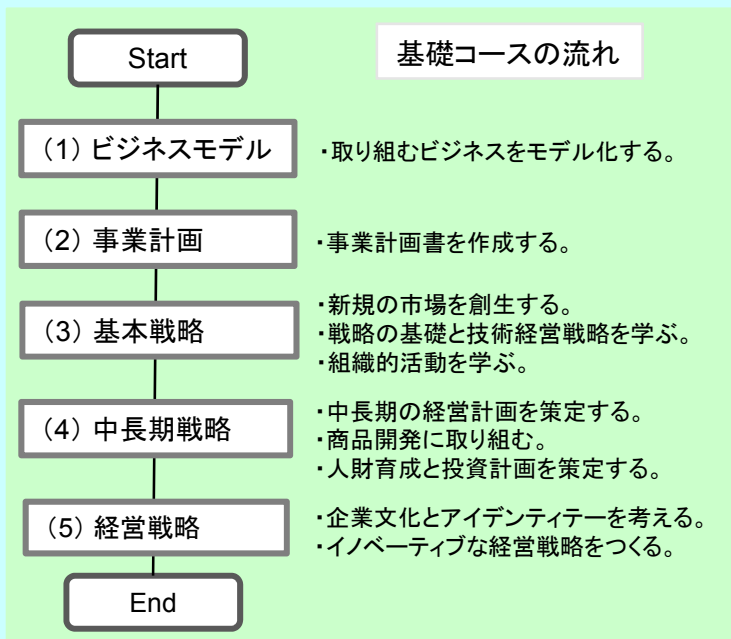 Start
基礎コースの流れ
(1) ビジネスモデル
・取り組むビジネスをモデル化する。
(2) 事業計画
・事業計画書を作成する。
(3) 基本戦略
・新規の市場を創生する。
・戦略の基礎と技術経営戦略を学ぶ。
・組織的活動を学ぶ。
(4) 中長期戦略
・中長期の経営計画を策定する。
・商品開発に取り組む。
・人財育成と投資計画を策定する。
(5) 経営戦略
・企業文化とアイデンティテーを考える。
・イノベーティブな経営戦略をつくる。
End